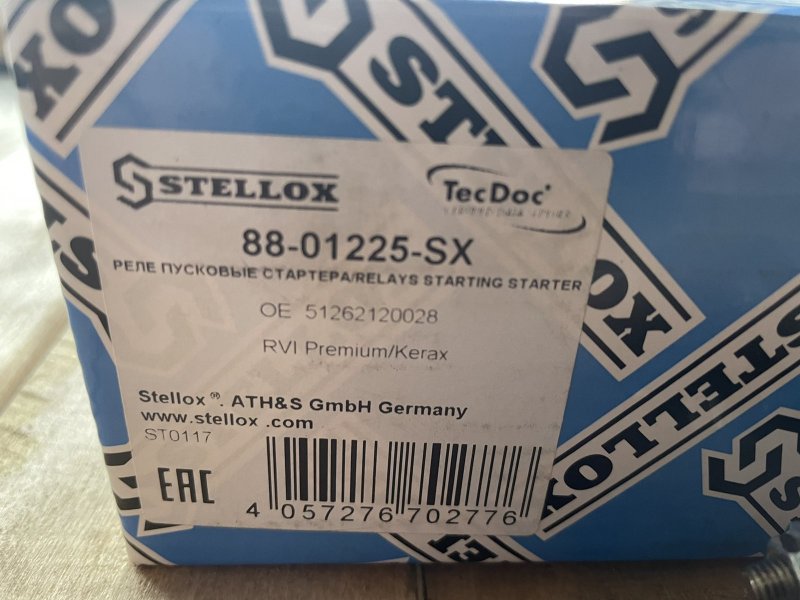 STELLOX
TecDoc
88-01225-SX
РЕЛЕ ПУСКОВЫЕ СТАРТЕРА/RELAYS STARTING STARTER
OE 51262120028
RVI Premium/Kerax
Stellox®. ATH&S GmbH Germany
www.stellox .com
ST0117
EAC
4 057276 702776
STELLOX